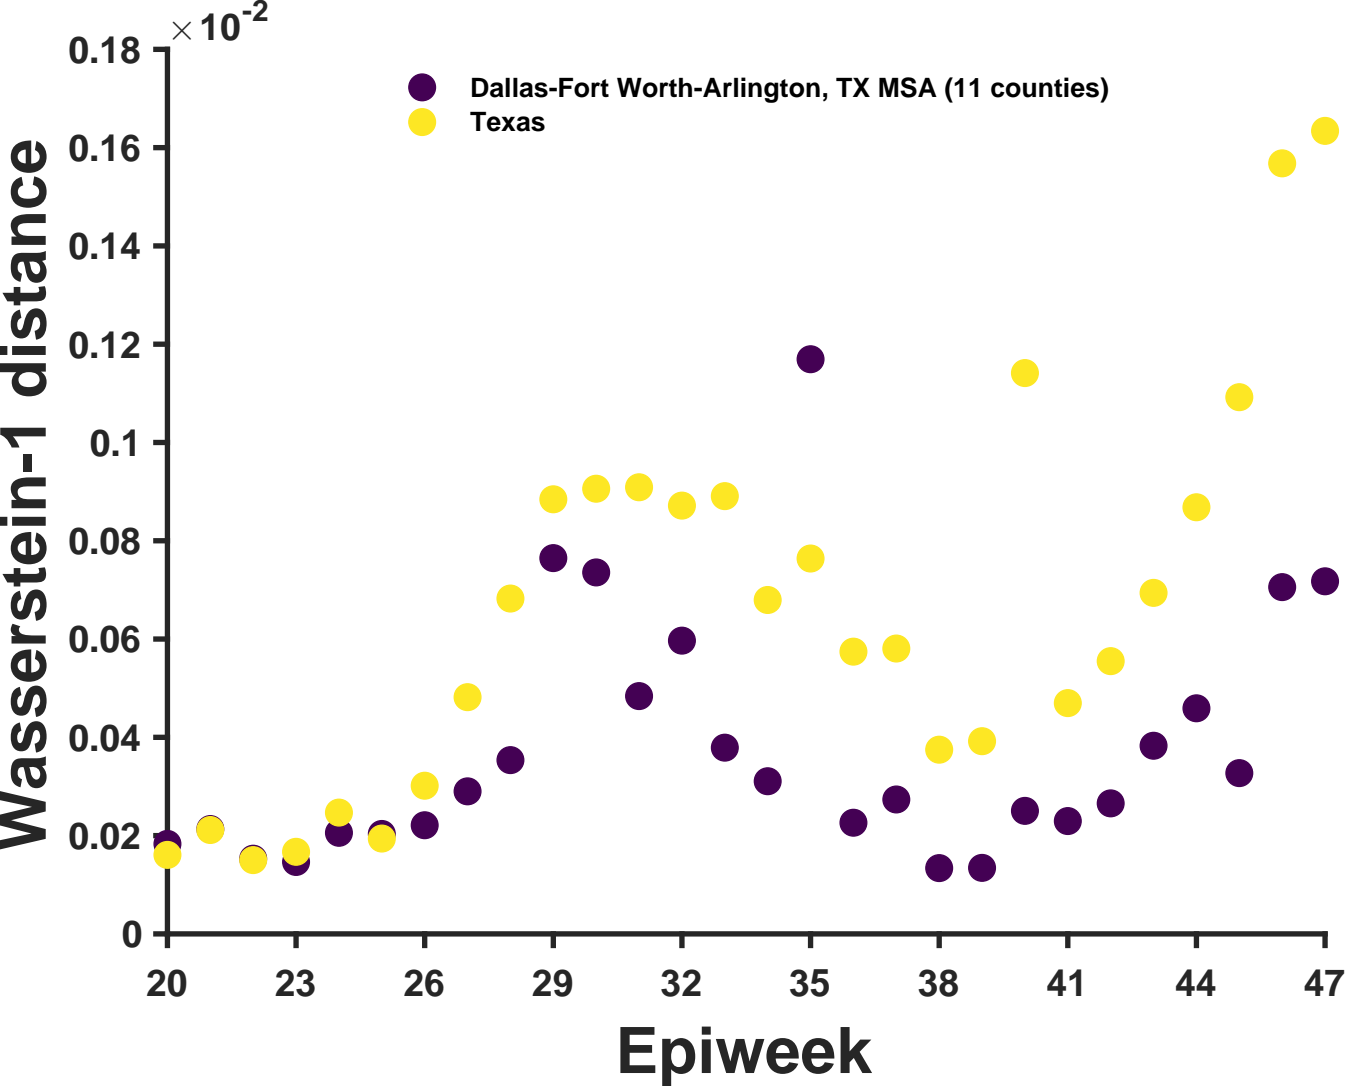 × 10-2
0.18
0.16
0.14
0.12
0.1
0.08
0.06
0.04
0.02
0
Wasserstein-1 distance
Dallas-Fort Worth-Arlington, TX MSA (11 counties)
Texas
20 23 26 29 32 35 38 41 44 47
Epiweek